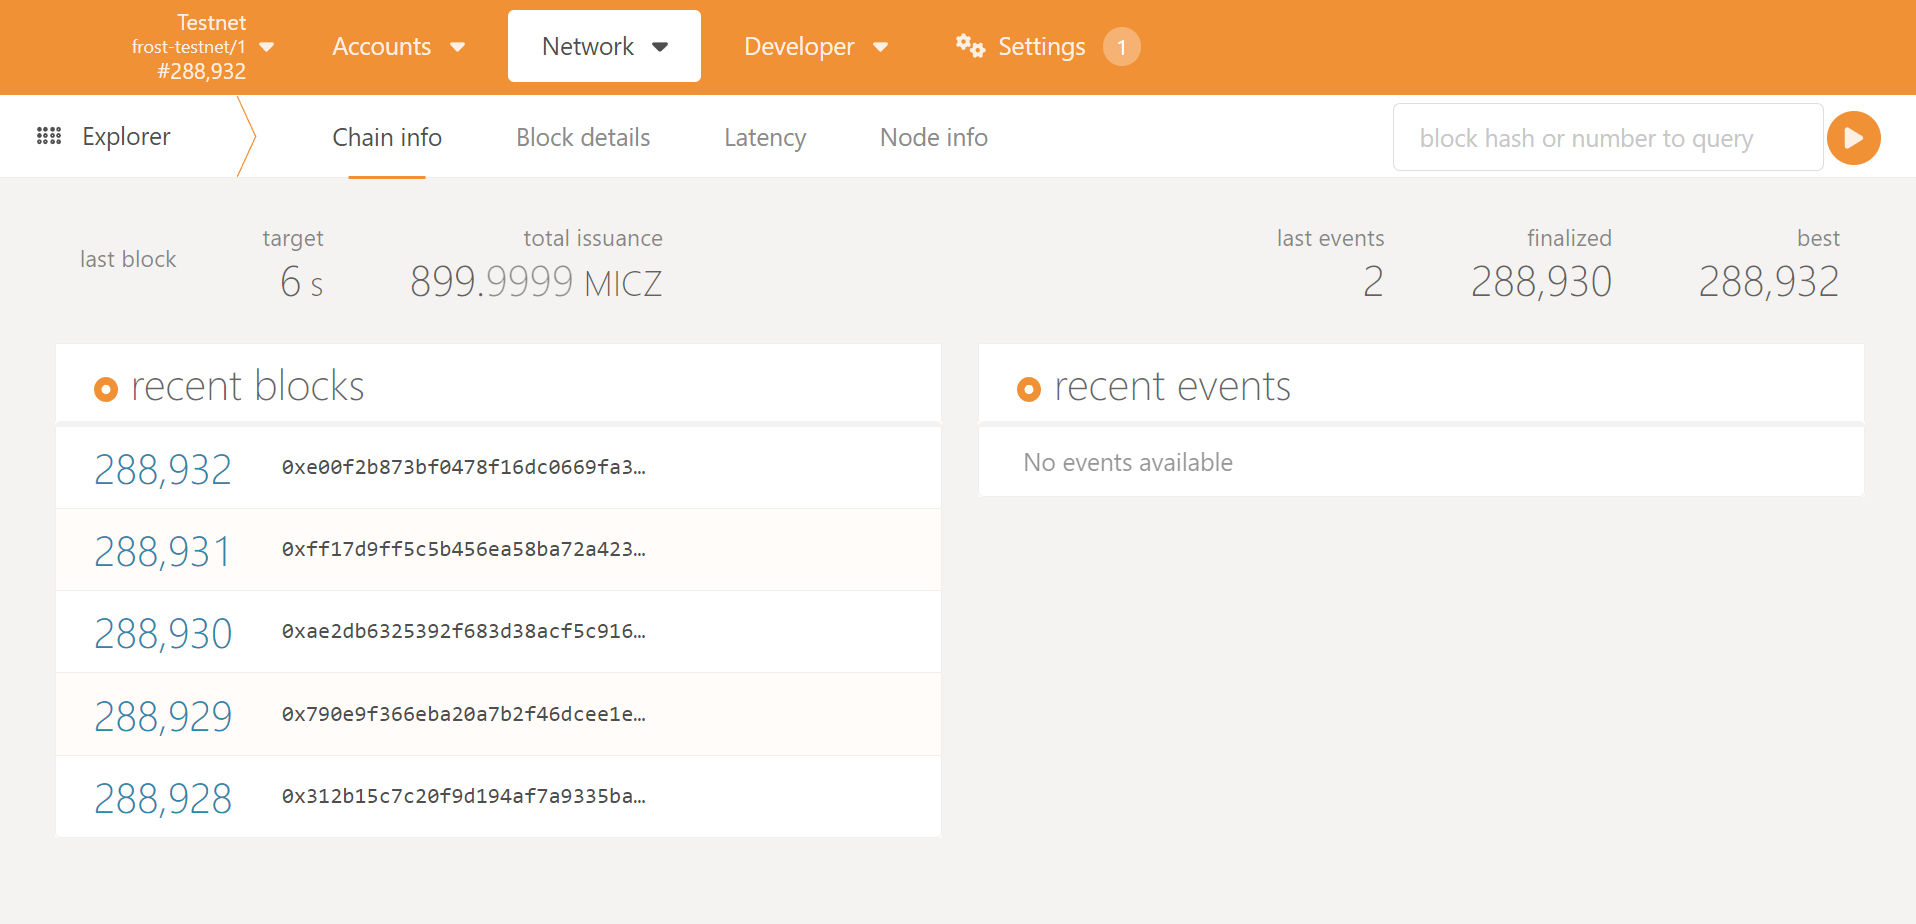 Testnet
frost-testnet/1
#288,932
Accounts
Network
Developer
Settings
1
Explorer
Chain info
Block details
Latency
Node info
block hash or number to query
last block
target
6 s
total issuance
899.9999 MICZ
last events
2
finalized
288,930
best
288,932
recent blocks
288,932 0xe00f2b873bf0478f16dc0669fa3…
288,931 0xff17d9ff5c5b456ea58ba72a423…
288,930 0xae2db6325392f683d38acf5c916…
288,929 0x790e9f366eba20a7b2f46dcee1e…
288,928 0x312b15c7c20f9d194af7a9335ba…
recent events
No events available